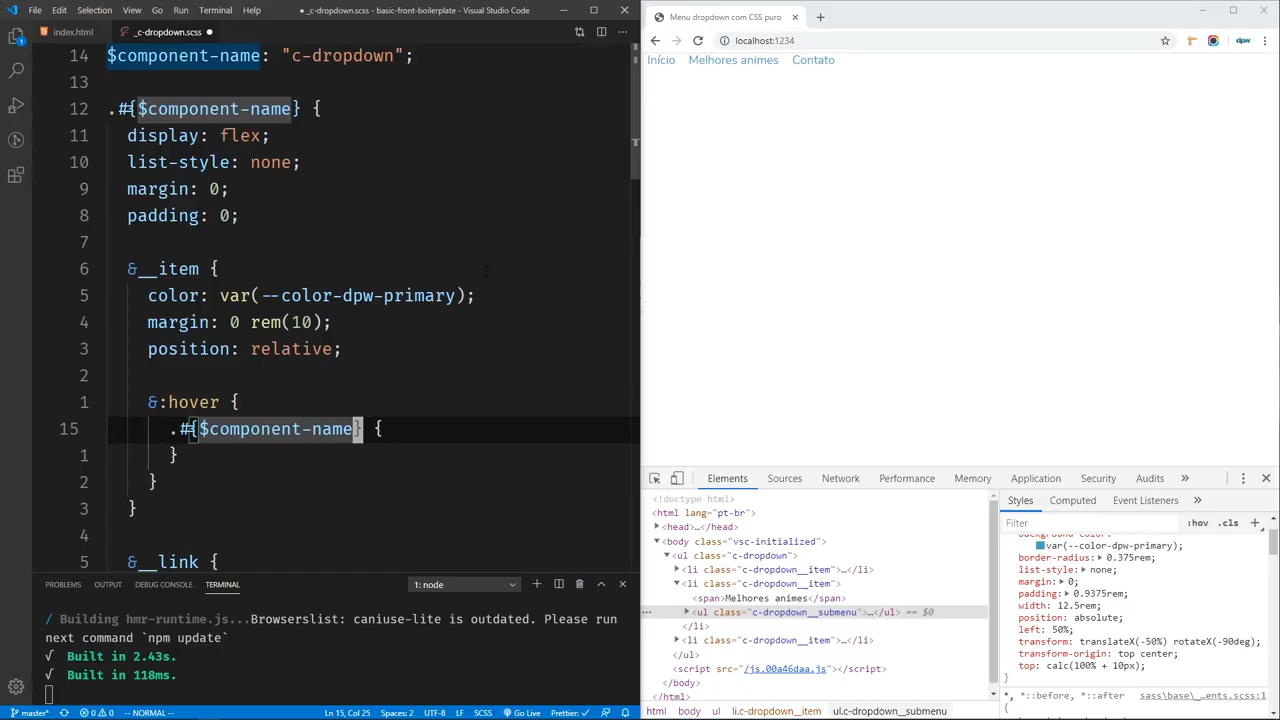 File Edit Selection View Go Run Terminal Help
● _c-dropdown.scss - basic-front-boilerplate - Visual Studio Code
index.html
_c-dropdown.scss ●
14 $component-name: "c-dropdown";
13
12 .#{$component-name} {
11 display: flex;
10 list-style: none;
9 margin: 0;
8 padding: 0;
7
6 &__item {
5 color: var(--color-dpw-primary);
4 margin: 0 rem(10);
3 position: relative;
2
1 &:hover {
15 .#{$component-name} {
1 }
2 }
3 }
4
5 &__link {
PROBLEMS OUTPUT DEBUG CONSOLE TERMINAL
1: node
/ Building hmr-runtime.js...Browserslist: caniuse-lite is outdated. Please run
next command `npm update`
√ Built in 2.43s.
√ Built in 118ms.
master* 0 0 -- NORMAL -- Ln 15, Col 25 Spaces: 2 UTF-8 LF SCSS Go Live Prettier: ✓
Menu dropdown com CSS puro
localhost:1234
dpw
Início Melhores animes Contato
Elements Sources Network Performance Memory Application Security Audits »
<!doctype html>
<html lang="pt-br">
<head>…</head>
<body class="vsc-initialized">
<ul class="c-dropdown">
<li class="c-dropdown__item">…</li>
<li class="c-dropdown__item">
<span>Melhores animes</span>
<ul class="c-dropdown__submenu">…</ul> == $0
</li>
<li class="c-dropdown__item">…</li>
</ul>
<script src="/js.00a46daa.js"></script>
</body>
</html>
html body ul li.c-dropdown__item ul.c-dropdown__submenu
Styles Computed Event Listeners »
Filter :hov .cls +
background-color:
var(--color-dpw-primary);
border-radius: 0.375rem;
list-style: none;
margin: 0;
padding: 0.9375rem;
width: 12.5rem;
position: absolute;
left: 50%;
transform: translateX(-50%) rotateX(-90deg);
transform-origin: top center;
top: calc(100% + 10px);
}
*, *::before, *::after sass\base\_…ents.scss:1
{